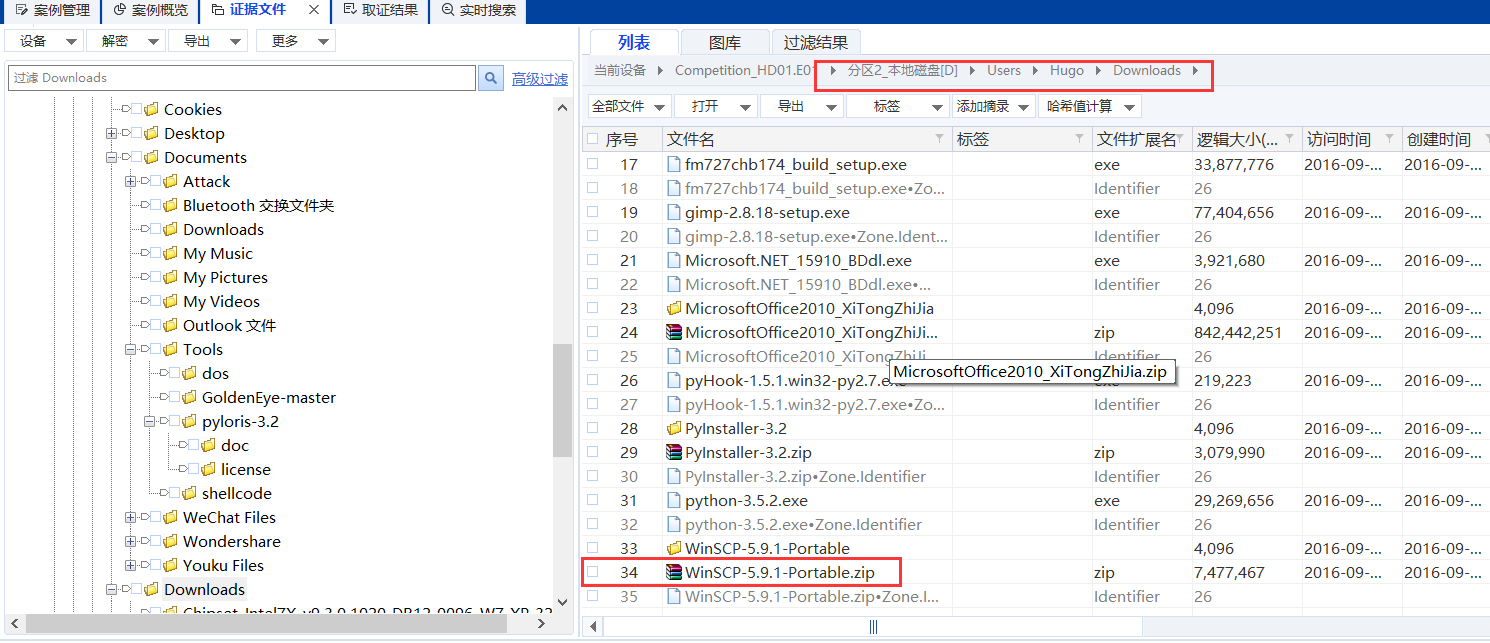 案例管理 案例概览 证据文件 取证结果 实时搜索
设备 解密 导出 更多
过滤 Downloads 高级过滤
Cookies
Desktop
Documents
Attack
Bluetooth 交换文件夹
Downloads
My Music
My Pictures
My Videos
Outlook 文件
Tools
dos
GoldenEye-master
pyloris-3.2
doc
license
shellcode
WeChat Files
Wondershare
Youku Files
Downloads
Chipset_Intel7X_v9.3.0.1020_DB12_0096_W7_XP_32
列表 图库 过滤结果
当前设备 Competition_HD01.E01 分区2_本地磁盘[D] Users Hugo Downloads
全部文件 打开 导出 标签 添加摘录 哈希值计算
序号 文件名 标签 文件扩展名 逻辑大小(... 访问时间 创建时间
17 fm727chb174_build_setup.exe exe 33,877,776 2016-09-... 2016-09-...
18 fm727chb174_build_setup.exe•Zo... Identifier 26
19 gimp-2.8.18-setup.exe exe 77,404,656 2016-09-... 2016-09-...
20 gimp-2.8.18-setup.exe•Zone.Ident... Identifier 26
21 Microsoft.NET_15910_BDdl.exe exe 3,921,680 2016-09-... 2016-09-...
22 Microsoft.NET_15910_BDdl.exe•... Identifier 26
23 MicrosoftOffice2010_XiTongZhiJia 4,096 2016-09-... 2016-09-...
24 MicrosoftOffice2010_XiTongZhiJi... zip 842,442,251 2016-09-... 2016-09-...
25 MicrosoftOffice2010_XiTongZhiJi... Identifier 26
MicrosoftOffice2010_XiTongZhiJia.zip
26 pyHook-1.5.1.win32-py2.7.exe exe 219,223 2016-09-... 2016-09-...
27 pyHook-1.5.1.win32-py2.7.exe•Zo... Identifier 26
28 PyInstaller-3.2 4,096 2016-09-... 2016-09-...
29 PyInstaller-3.2.zip zip 3,079,990 2016-09-... 2016-09-...
30 PyInstaller-3.2.zip•Zone.Identifier Identifier 26
31 python-3.5.2.exe exe 29,269,656 2016-09-... 2016-09-...
32 python-3.5.2.exe•Zone.Identifier Identifier 26
33 WinSCP-5.9.1-Portable 4,096 2016-09-... 2016-09-...
34 WinSCP-5.9.1-Portable.zip zip 7,477,467 2016-09-... 2016-09-...
35 WinSCP-5.9.1-Portable.zip•Zone.I... Identifier 26